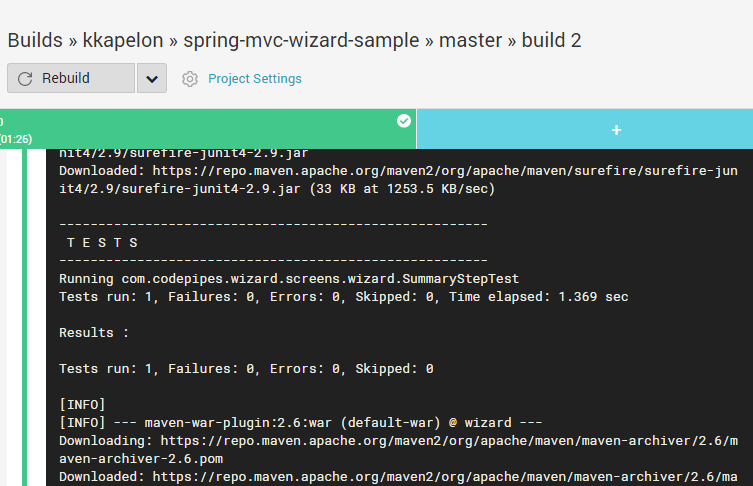 Builds » kkapelon » spring-mvc-wizard-sample » master » build 2
Rebuild
Project Settings
(01:26)
+
nit4/2.9/surefire-junit4-2.9.jar
Downloaded: https://repo.maven.apache.org/maven2/org/apache/maven/surefire/surefire-jun
it4/2.9/surefire-junit4-2.9.jar (33 KB at 1253.5 KB/sec)
-------------------------------------------------------
T E S T S
-------------------------------------------------------
Running com.codepipes.wizard.screens.wizard.SummaryStepTest
Tests run: 1, Failures: 0, Errors: 0, Skipped: 0, Time elapsed: 1.369 sec
Results :
Tests run: 1, Failures: 0, Errors: 0, Skipped: 0
[INFO]
[INFO] --- maven-war-plugin:2.6:war (default-war) @ wizard ---
Downloading: https://repo.maven.apache.org/maven2/org/apache/maven/maven-archiver/2.6/m
aven-archiver-2.6.pom
Downloaded: https://repo.maven.apache.org/maven2/org/apache/maven/maven-archiver/2.6/ma